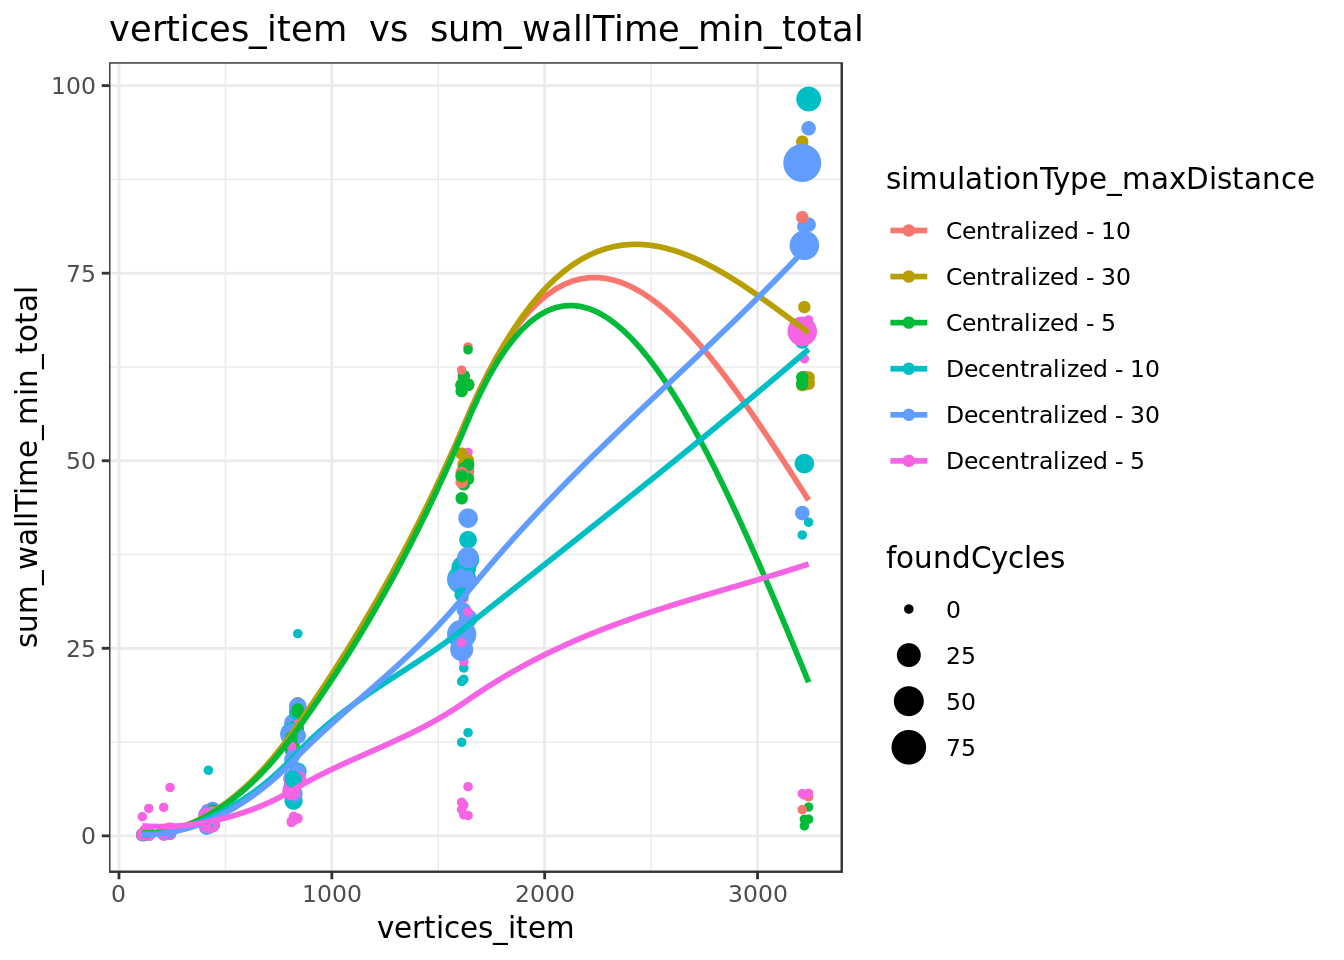 vertices_item vs sum_wallTime_min_total
sum_wallTime_min_total
100
75
50
25
0
0
1000
2000
3000
vertices_item
simulationType_maxDistance
Centralized - 10
Centralized - 30
Centralized - 5
Decentralized - 10
Decentralized - 30
Decentralized - 5
foundCycles
0
25
50
75